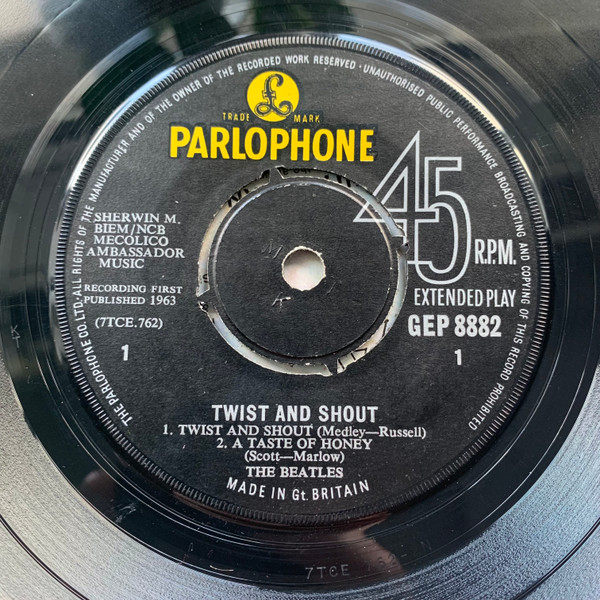 THE PARLOPHONE CO.LTD. ALL RIGHTS OF THE MANUFACTURER AND OF THE OWNER OF THE RECORDED WORK RESERVED · UNAUTHORISED PUBLIC PERFORMANCE BROADCASTING AND COPYING OF THIS RECORD PROHIBITED
£
TRADE MARK
PARLOPHONE
45
R.P.M.
EXTENDED PLAY
GEP 8882
1
SHERWIN M.
BIEM/NCB
MECOLICO
AMBASSADOR
MUSIC
RECORDING FIRST
PUBLISHED 1963
(7TCE.762)
1
TWIST AND SHOUT
1. TWIST AND SHOUT (Medley—Russell)
2. A TASTE OF HONEY
(Scott—Marlow)
THE BEATLES
MADE IN Gt. BRITAIN
7TCE
K